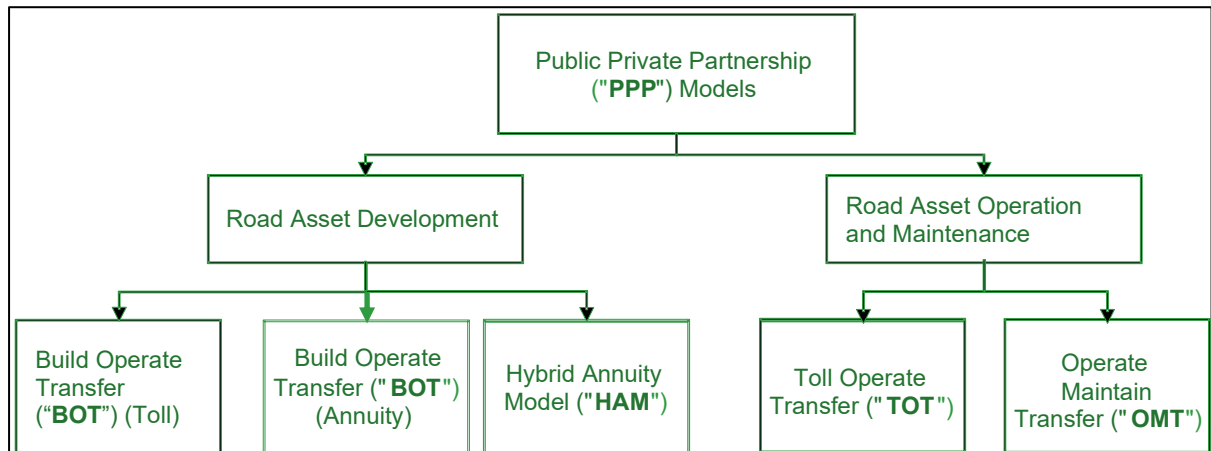 Public Private Partnership
("PPP") Models
Road Asset Development
Road Asset Operation
and Maintenance
Build Operate
Transfer
(“BOT”) (Toll)
Build Operate
Transfer ("BOT")
(Annuity)
Hybrid Annuity
Model ("HAM")
Toll Operate
Transfer ("TOT")
Operate
Maintain
Transfer ("OMT")